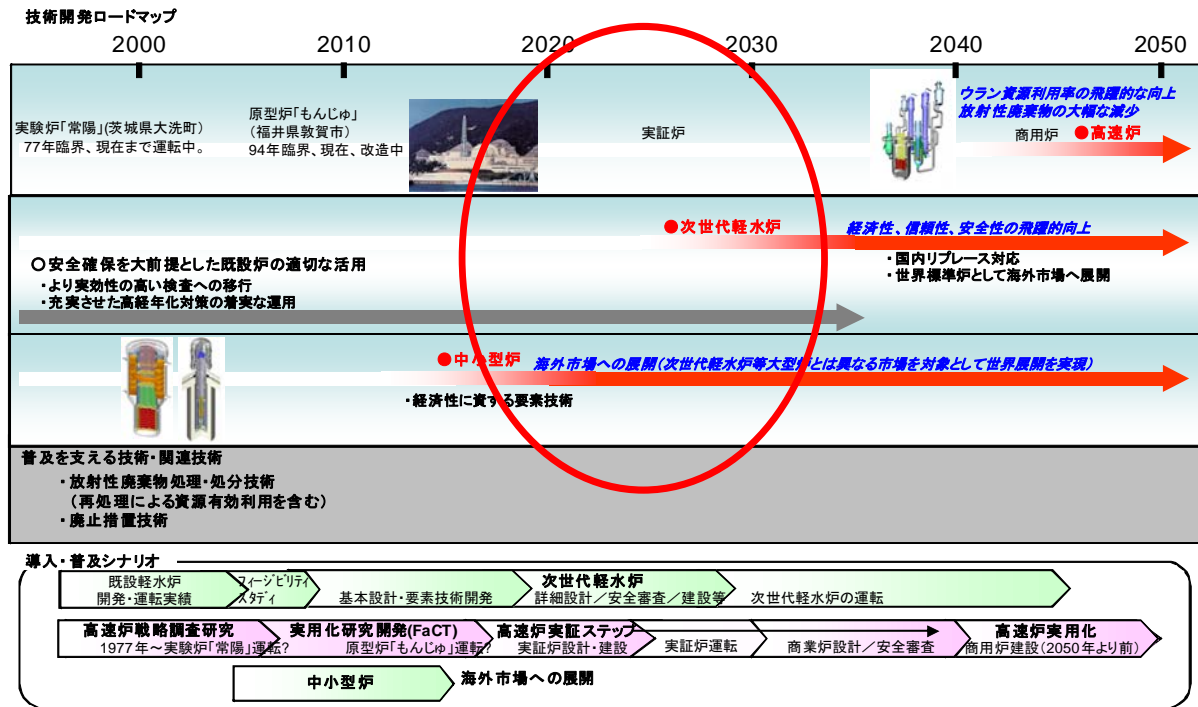 技術開発ロードマップ
2000 2010 2020 2030 2040 2050
実験炉「常陽」(茨城県大洗町)
77年臨界、現在まで運転中。
原型炉「もんじゅ」
(福井県敦賀市)
94年臨界、現在、改造中
実証炉
ウラン資源利用率の飛躍的な向上
放射性廃棄物の大幅な減少
商用炉 ●高速炉
●次世代軽水炉
経済性、信頼性、安全性の飛躍的向上
・国内リプレース対応
・世界標準炉として海外市場へ展開
○安全確保を大前提とした既設炉の適切な活用
・より実効性の高い検査への移行
・充実させた高経年化対策の着実な運用
●中小型炉
海外市場への展開(次世代軽水炉等大型炉とは異なる市場を対象として世界展開を実現)
・経済性に資する要素技術
普及を支える技術・関連技術
・放射性廃棄物処理・処分技術
(再処理による資源有効利用を含む)
・廃止措置技術
導入・普及シナリオ
既設軽水炉
開発・運転実績
フィージビリティ
スタディ
基本設計・要素技術開発
次世代軽水炉
詳細設計/安全審査/建設等
次世代軽水炉の運転
高速炉戦略調査研究
1977年~実験炉「常陽」運転?
実用化研究開発(FaCT)
原型炉「もんじゅ」運転?
高速炉実証ステップ
実証炉設計・建設
実証炉運転
商業炉設計/安全審査
高速炉実用化
商用炉建設(2050年より前)
中小型炉
海外市場への展開